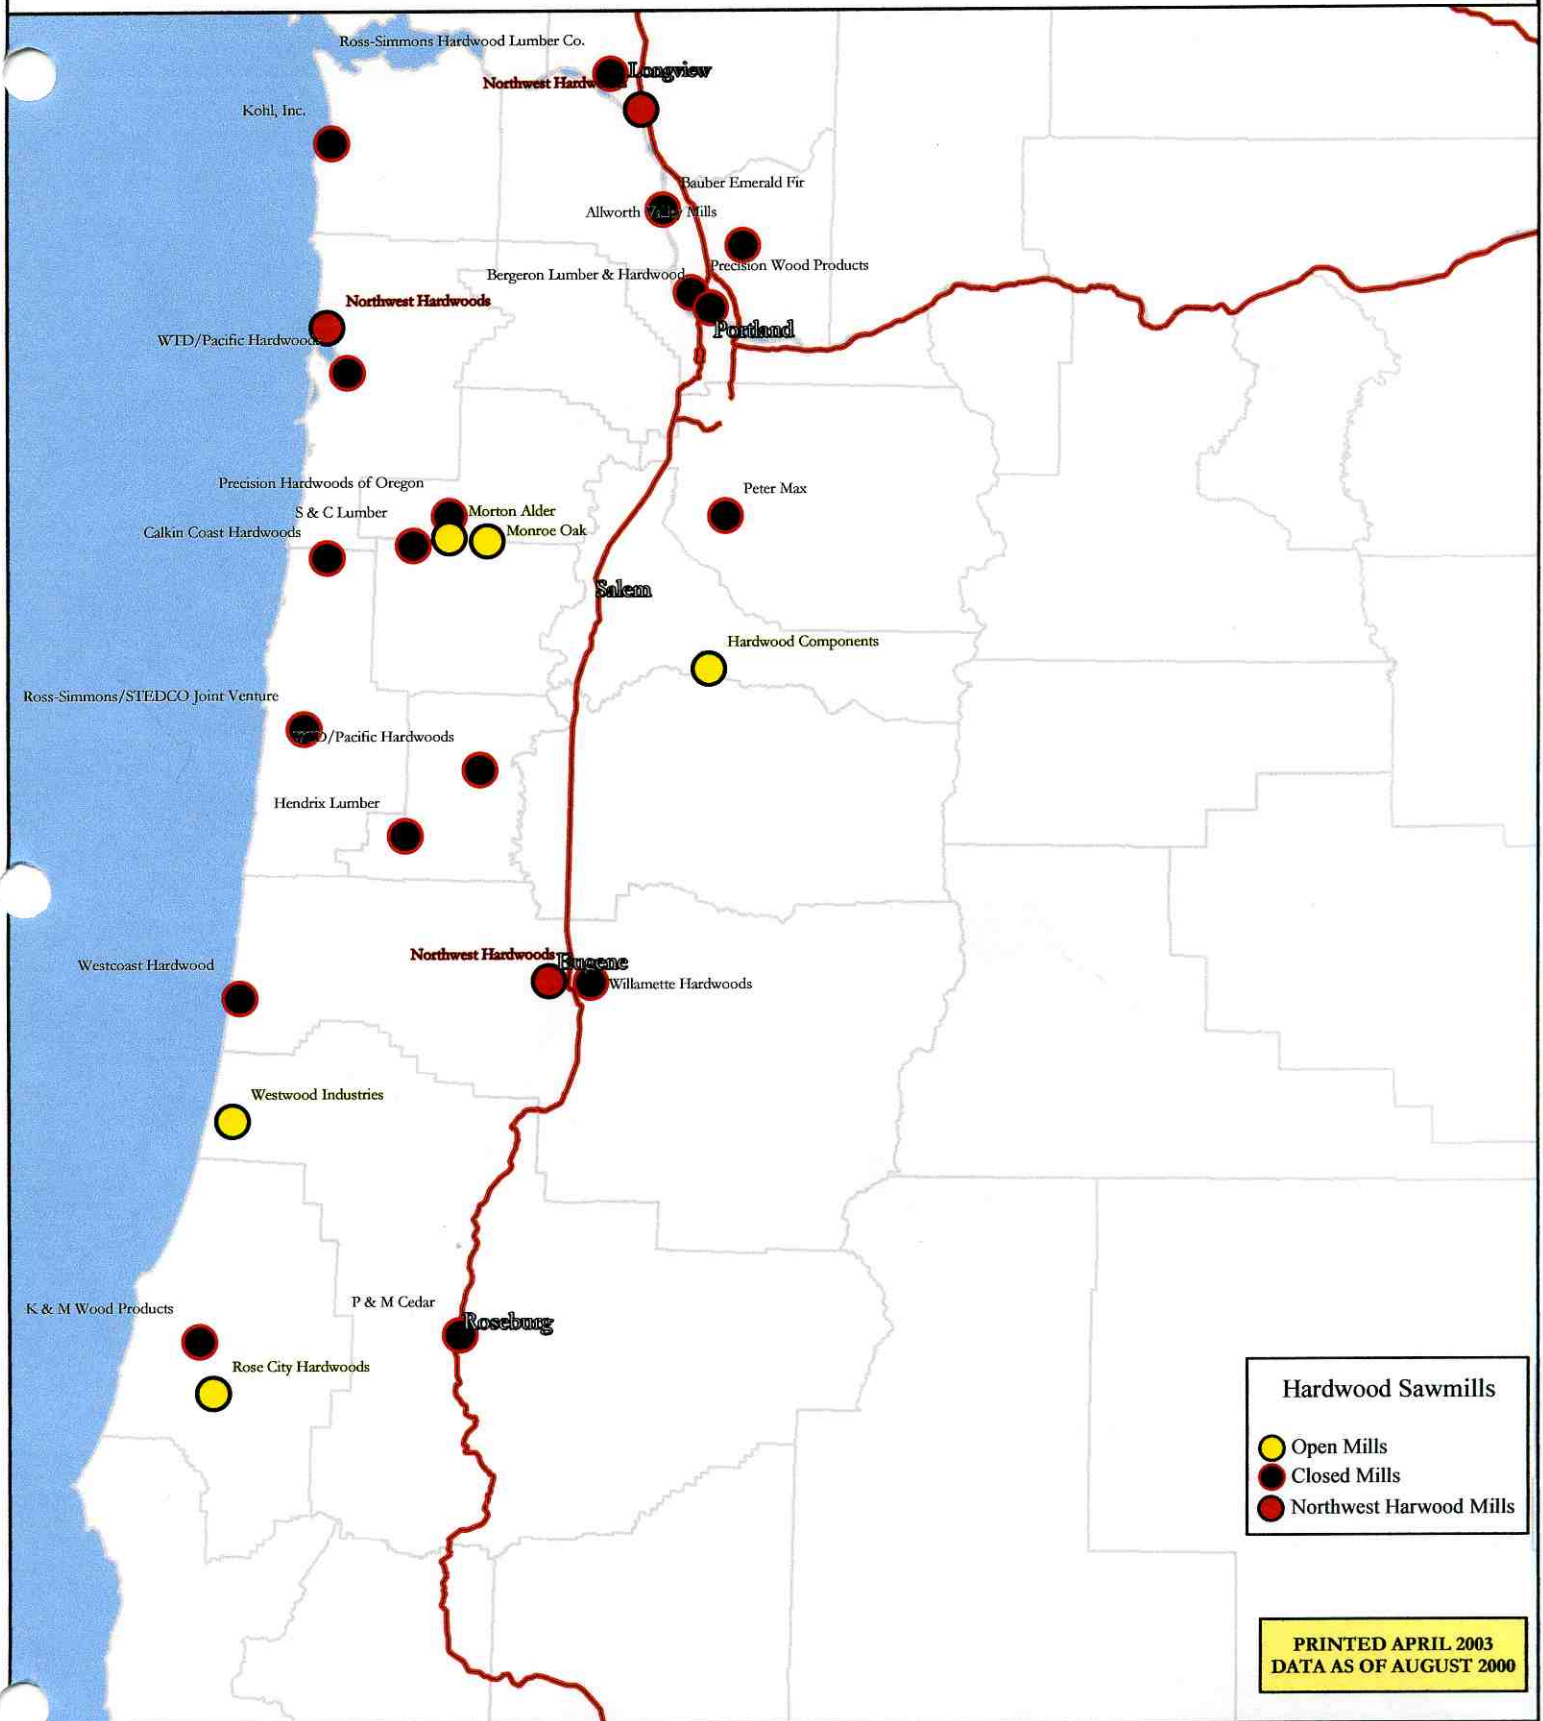 Ross-Simmons Hardwood Lumber Co.
Longview
Northwest Hardwoods
Kohl, Inc.
Bauber Emerald Fir
Allworth Valley Mills
Precision Wood Products
Bergeron Lumber & Hardwood
Northwest Hardwoods
Portland
WTD/Pacific Hardwoods
Precision Hardwoods of Oregon
Peter Max
S & C Lumber
Morton Alder
Calkin Coast Hardwoods
Monroe Oak
Salem
Hardwood Components
Ross-Simmons/STEDCO Joint Venture
WTD/Pacific Hardwoods
Hendrix Lumber
Northwest Hardwoods
Eugene
Westcoast Hardwood
Willamette Hardwoods
Westwood Industries
P & M Cedar
K & M Wood Products
Roseburg
Rose City Hardwoods
Hardwood Sawmills
Open Mills
Closed Mills
Northwest Harwood Mills
PRINTED APRIL 2003
DATA AS OF AUGUST 2000